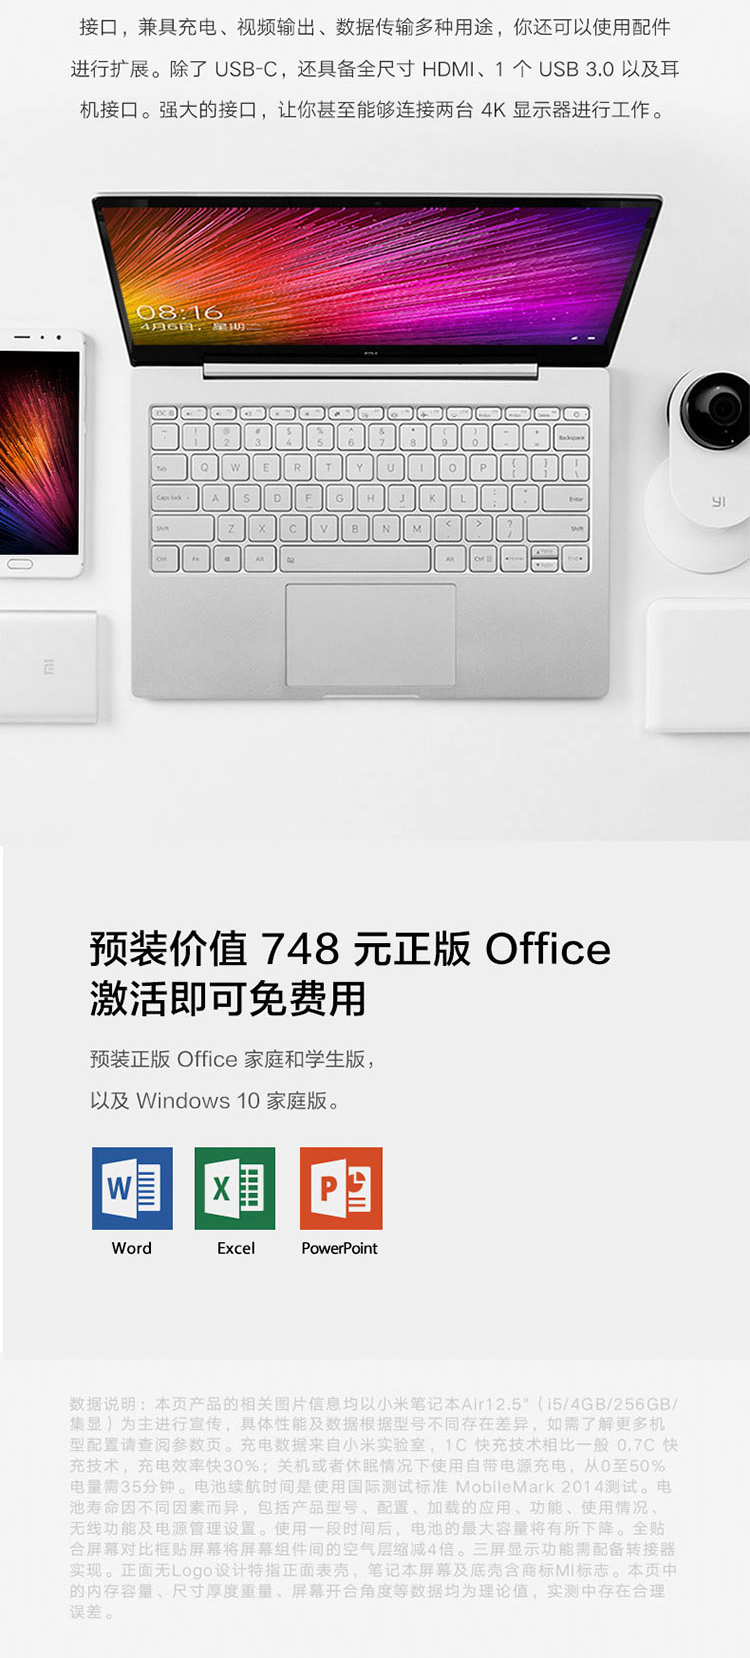 接口，兼具充电、视频输出、数据传输多种用途，你还可以使用配件
进行扩展。除了 USB-C，还具备全尺寸 HDMI、1 个 USB 3.0 以及耳
机接口。强大的接口，让你甚至能够连接两台 4K 显示器进行工作。
08:16
4月6日，星期二
YI
Backspace
Tab Q W E R T Y U I O P
Caps lock A S D F G H J K L Enter
Shift Z X C V B N M Shift
Ctrl Fn Alt Alt Ctrl End
预装价值 748 元正版 Office
激活即可免费用
预装正版 Office 家庭和学生版，
以及 Windows 10 家庭版。
Word Excel PowerPoint
数据说明：本页产品的相关图片信息均以小米笔记本Air12.5"（i5/4GB/256GB/
集显）为主进行宣传，具体性能及数据根据型号不同存在差异，如需了解更多机
型配置请查阅参数页。充电数据来自小米实验室，1C 快充技术相比一般 0.7C 快
充技术，充电效率快30%；关机或者休眠情况下使用自带电源充电，从0至50%
电量需35分钟。电池续航时间是使用国际测试标准 MobileMark 2014测试。电
池寿命因不同因素而异，包括产品型号、配置、加载的应用、功能、使用情况、
无线功能及电源管理设置。使用一段时间后，电池的最大容量将有所下降。全贴
合屏幕对比框贴屏幕将屏幕组件间的空气层缩减4倍。三屏显示功能需配备转接器
实现。正面无Logo设计特指正面表壳，笔记本屏幕及底壳含商标MI标志。本页中
的内存容量、尺寸厚度重量、屏幕开合角度等数据均为理论值，实测中存在合理
误差。